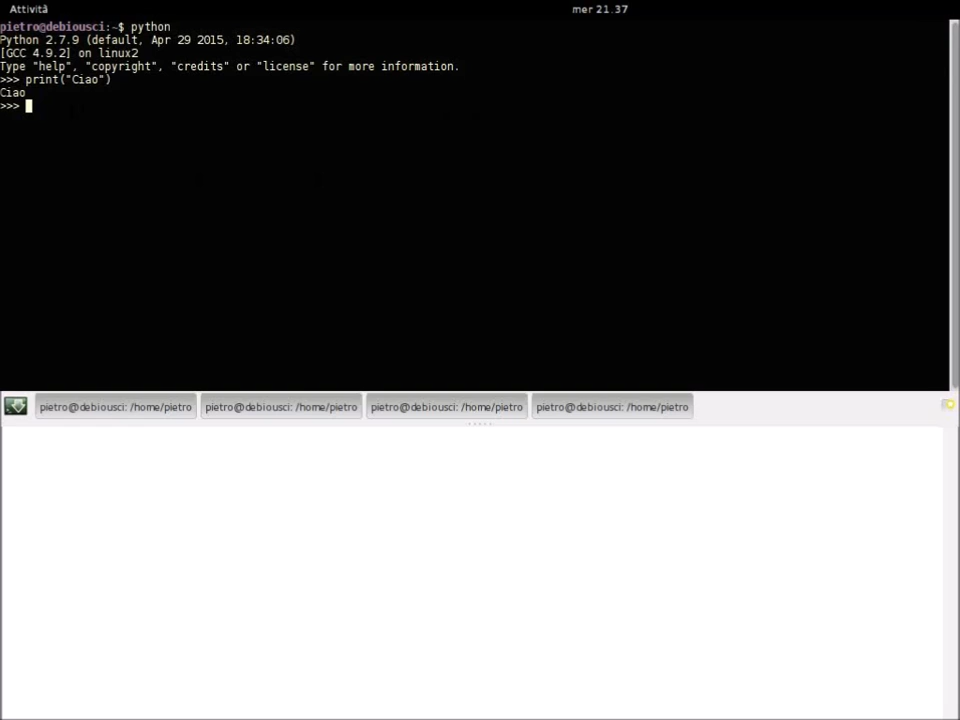 Attività
mer 21.37
pietro@debiousci:~$ python
Python 2.7.9 (default, Apr 29 2015, 18:34:06)
[GCC 4.9.2] on linux2
Type "help", "copyright", "credits" or "license" for more information.
>>> print("Ciao")
Ciao
>>>
pietro@debiousci: /home/pietro
pietro@debiousci: /home/pietro
pietro@debiousci: /home/pietro
pietro@debiousci: /home/pietro